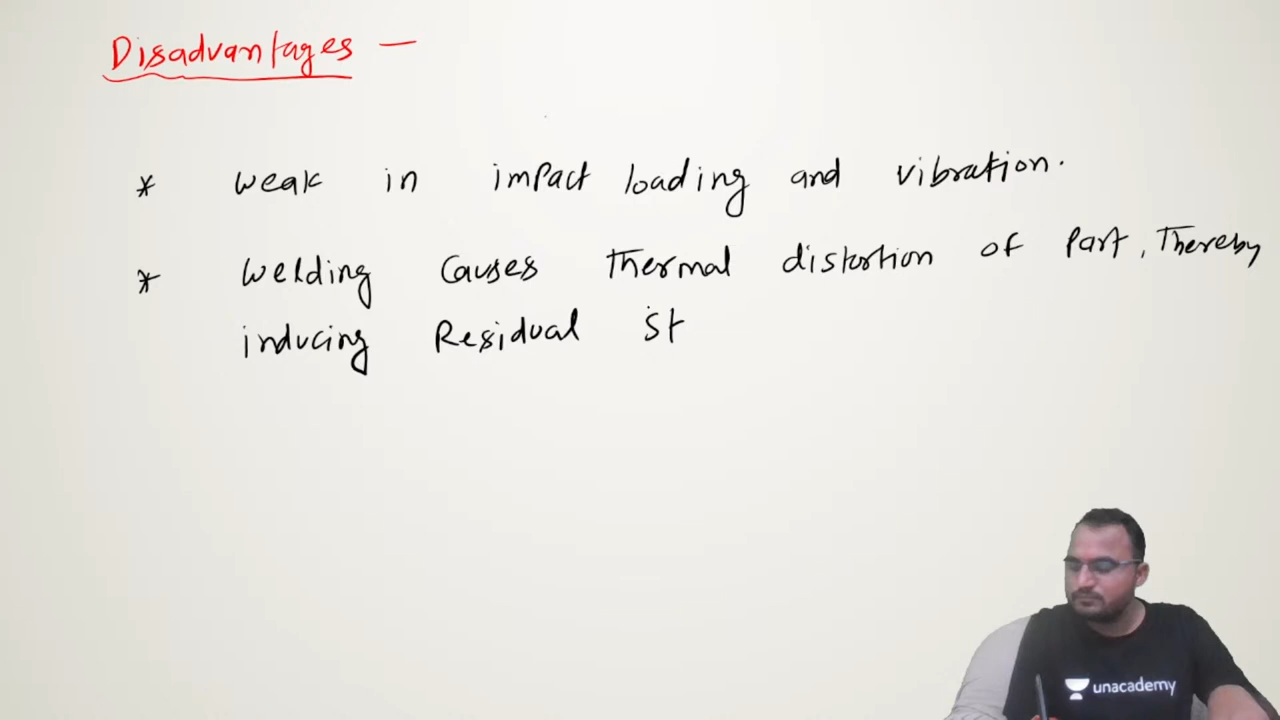 Disadvantages —
* weak in impact loading and vibration.
* welding causes thermal distortion of Part, Thereby
inducing Residual St
unacademy